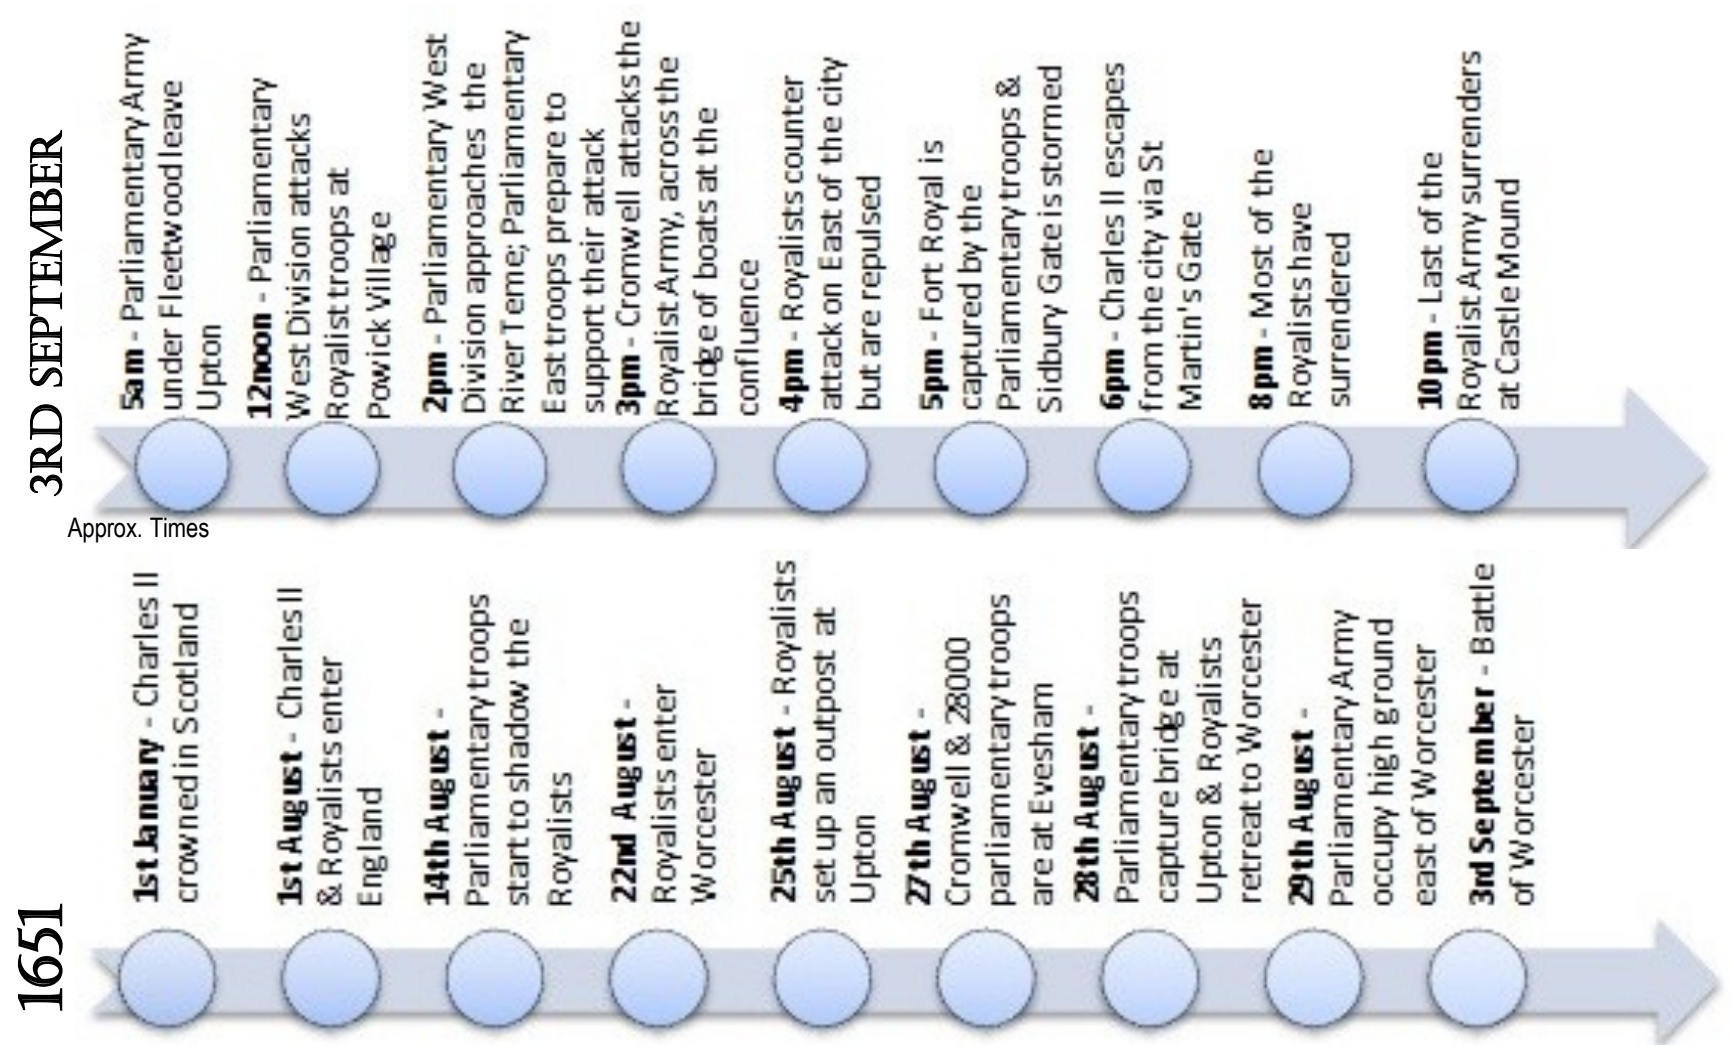 3RD SEPTEMBER
5am - Parliamentary Army
under Fleetwood leave
Upton
12noon - Parliamentary
West Division attacks
Royalist troops at
Powick Village
2pm - Parliamentary West
Division approaches the
River Teme; Parliamentary
East troops prepare to
support their attack
3pm - Cromwell attacks the
Royalist Army, across the
bridge of boats at the
confluence
4pm - Royalists counter
attack on East of the city
but are repulsed
5pm - Fort Royal is
captured by the
Parliamentary troops &
Sidbury Gate is stormed
6pm - Charles II escapes
from the city via St
Martin's Gate
8pm - Most of the
Royalists have
surrendered
10pm - Last of the
Royalist Army surrenders
at Castle Mound
Approx. Times
1651
1st January - Charles II
crowned in Scotland
1st August - Charles II
& Royalists enter
England
14th August -
Parliamentary troops
start to shadow the
Royalists
22nd August -
Royalists enter
Worcester
25th August - Royalists
set up an outpost at
Upton
27th August -
Cromwell & 28000
parliamentary troops
are at Evesham
28th August -
Parliamentary troops
capture bridge at
Upton & Royalists
retreat to Worcester
29th August -
Parliamentary Army
occupy high ground
east of Worcester
3rd September - Battle
of Worcester